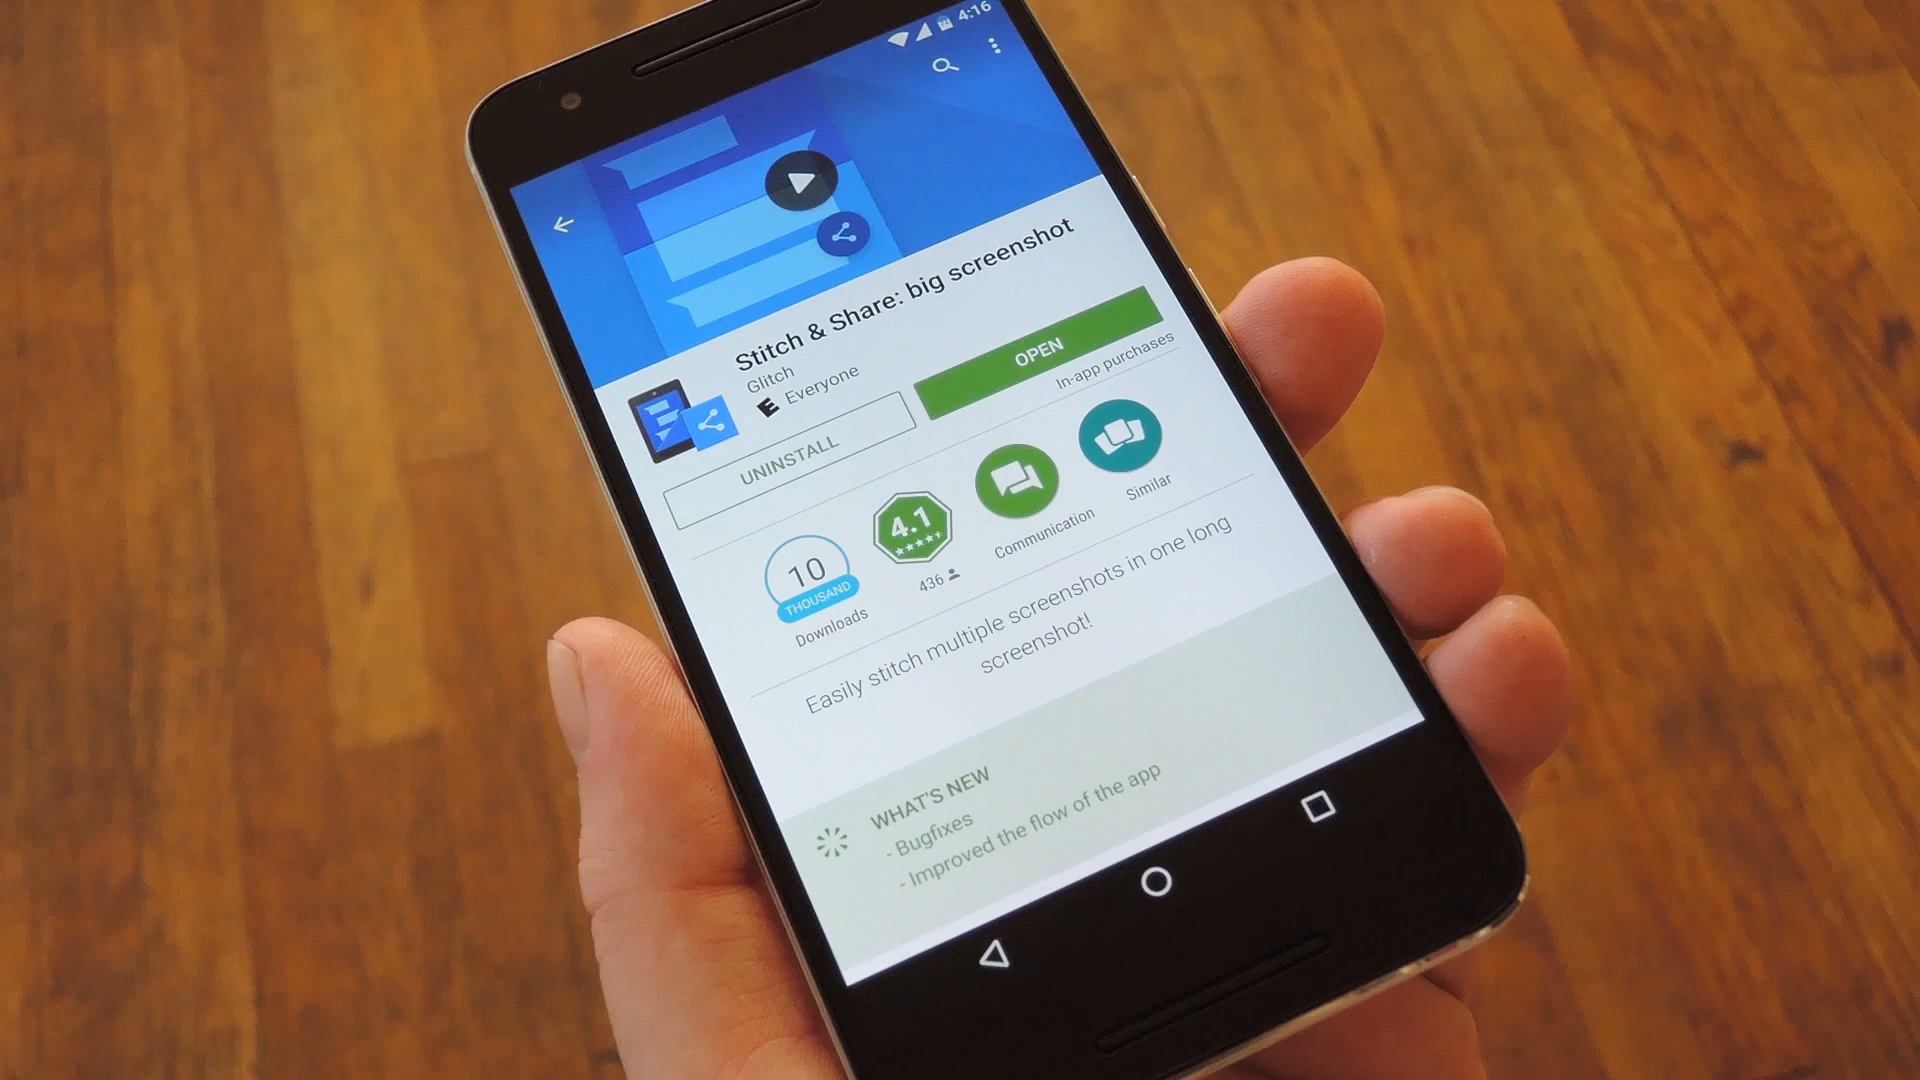 4:16
Stitch & Share: big screenshot
Glitch
E Everyone
UNINSTALL
OPEN
In-app purchases
10
THOUSAND
Downloads
4.1
436
Communication
Similar
Easily stitch multiple screenshots in one long
screenshot!
WHAT'S NEW
- Bugfixes
- Improved the flow of the app